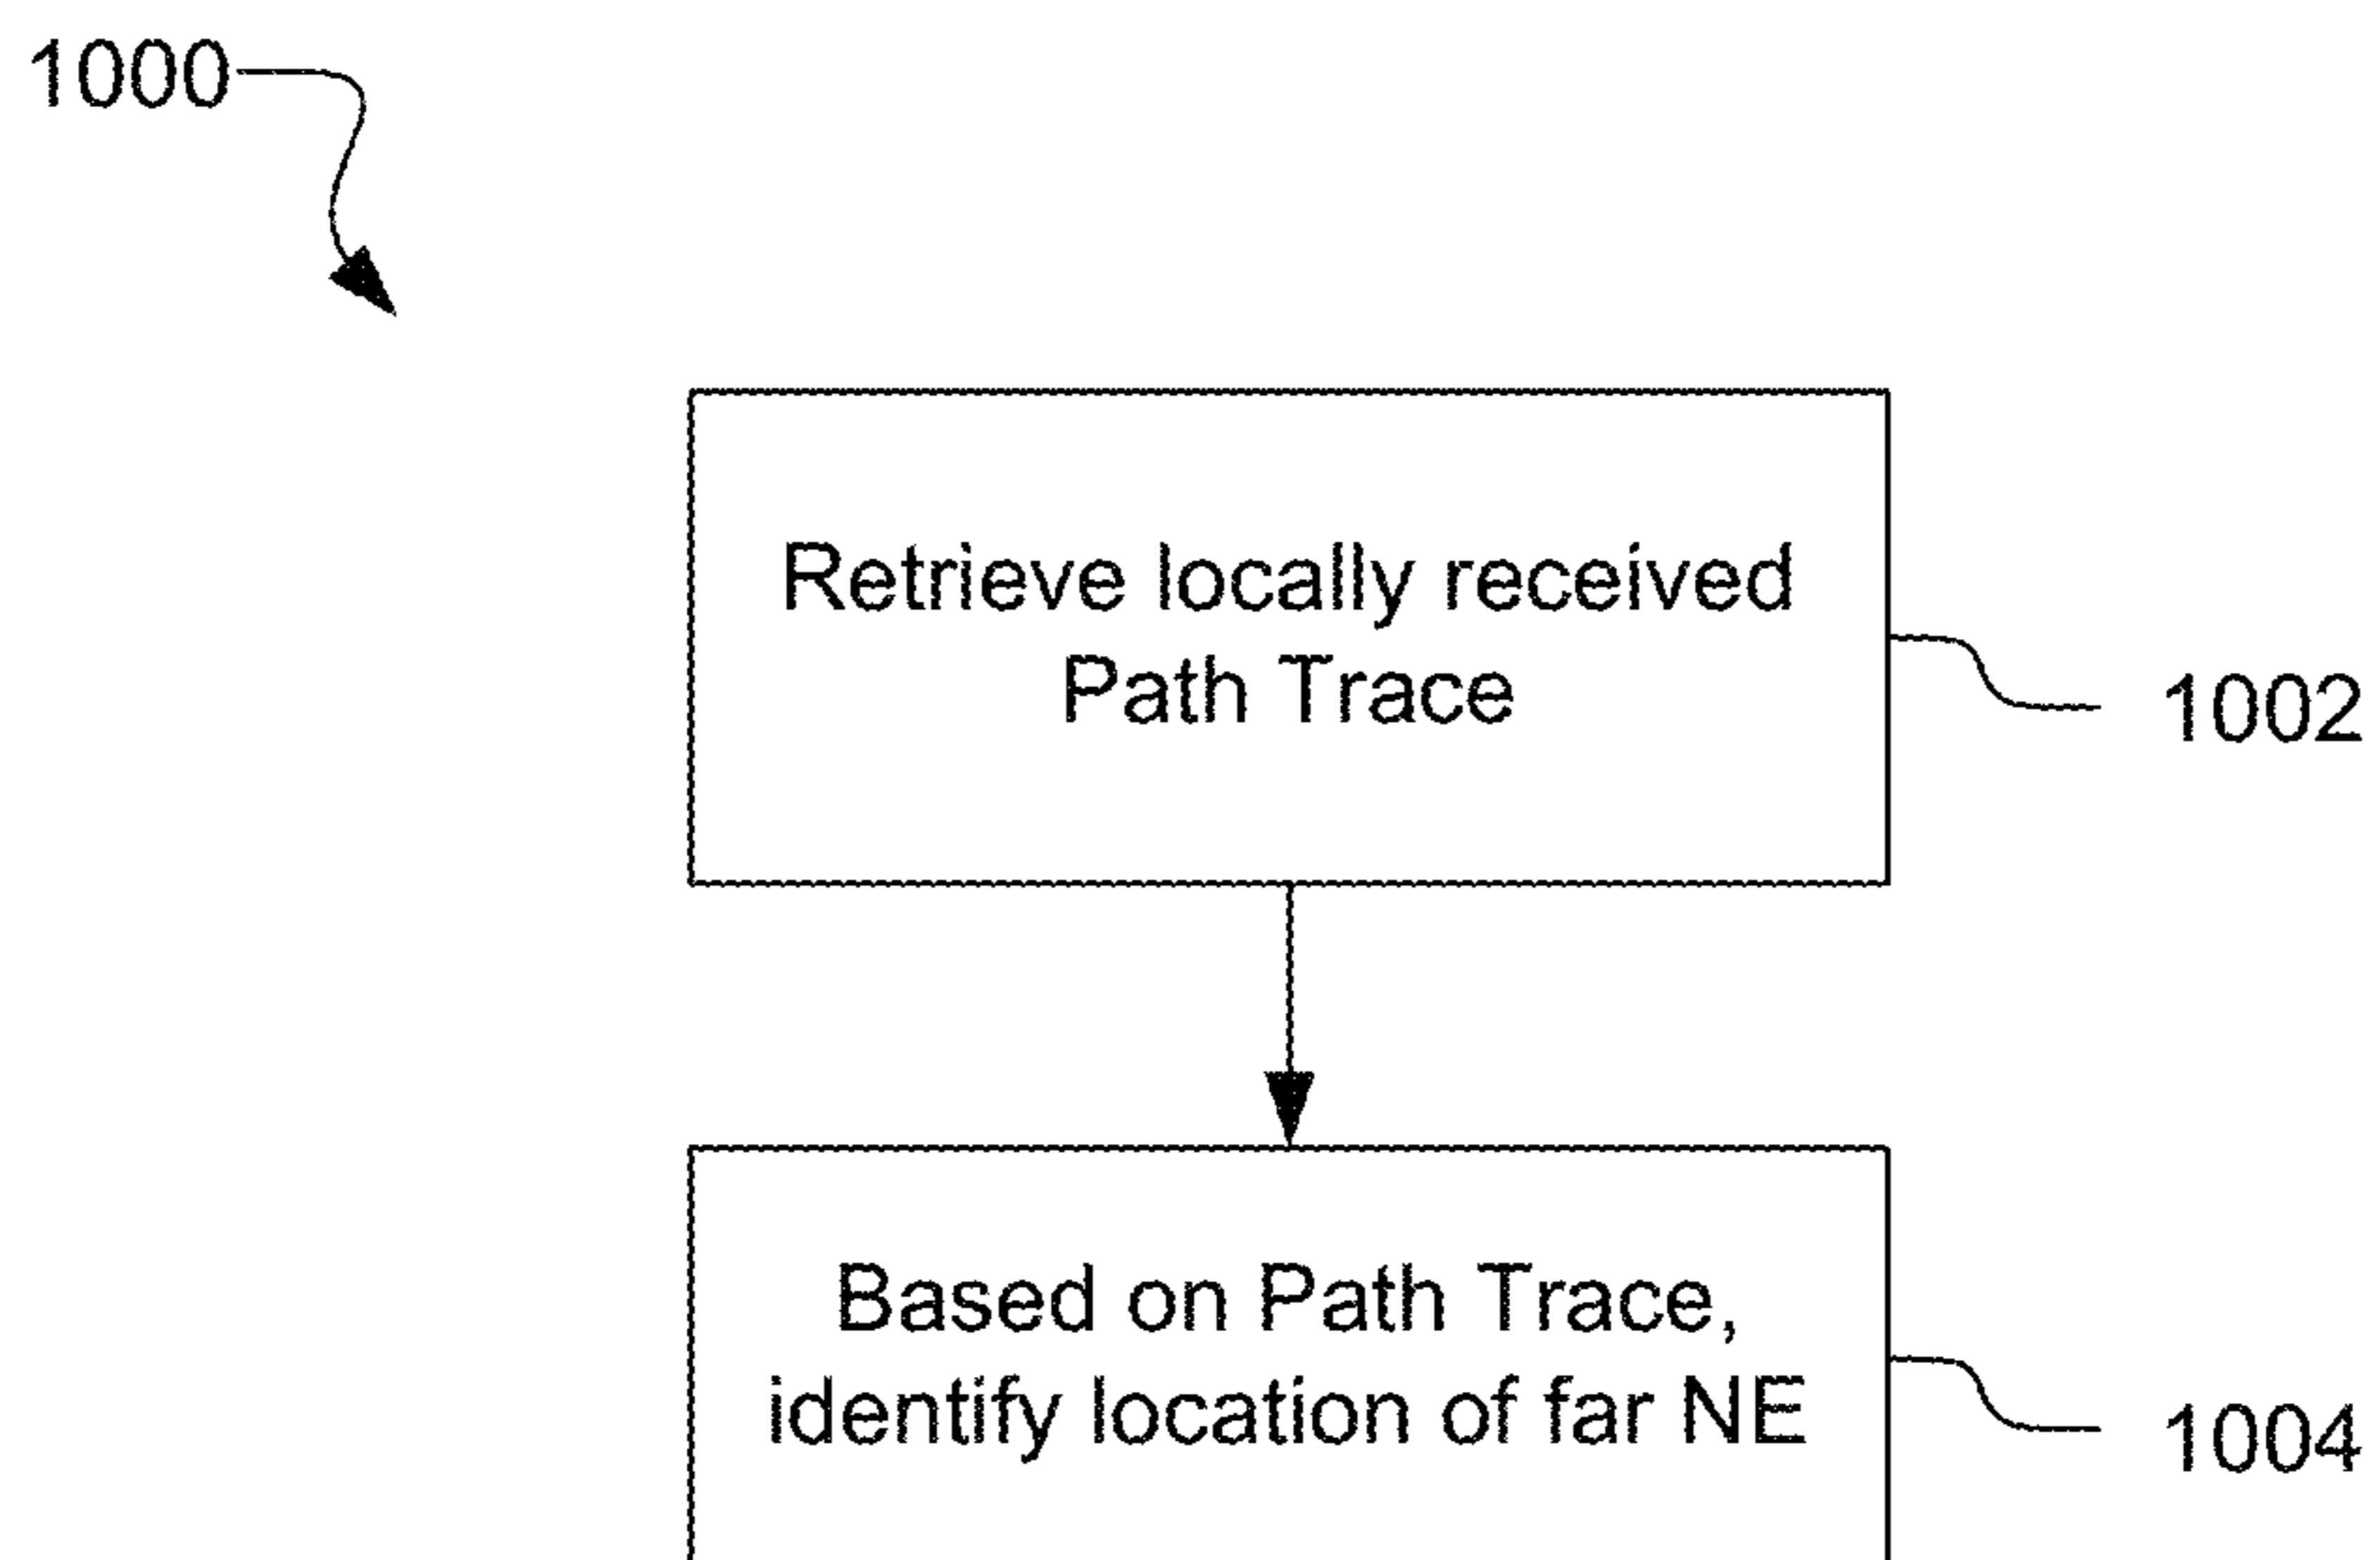 1000
Retrieve locally received
Path Trace
1002
Based on Path Trace,
identify location of far NE
1004